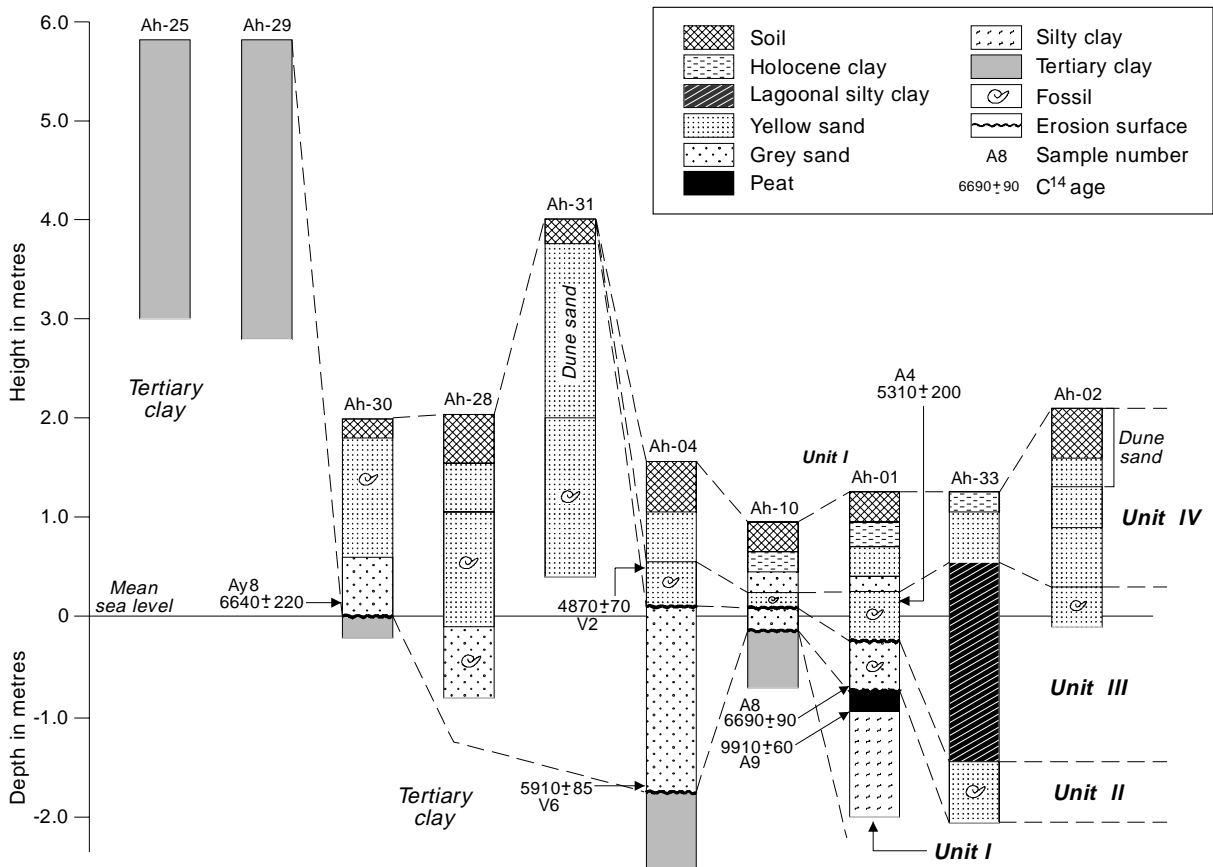 6.0
5.0
4.0
3.0
2.0
1.0
0
-1.0
-2.0
Height in metres
Depth in metres
Mean
sea level
Ah-25
Ah-29
Tertiary
clay
Ah-30
Ay8
6640±220
Ah-28
Ah-31
Dune sand
Ah-04
4870±70
V2
5910±85
V6
Tertiary
clay
Ah-10
Unit I
A8
6690±90
9910±60
A9
A4
5310±200
Ah-01
Unit I
Ah-33
Ah-02
Dune
sand
Unit IV
Unit III
Unit II
Soil
Holocene clay
Lagoonal silty clay
Yellow sand
Grey sand
Peat
Silty clay
Tertiary clay
Fossil
Erosion surface
A8 Sample number
6690±90 C¹⁴ age